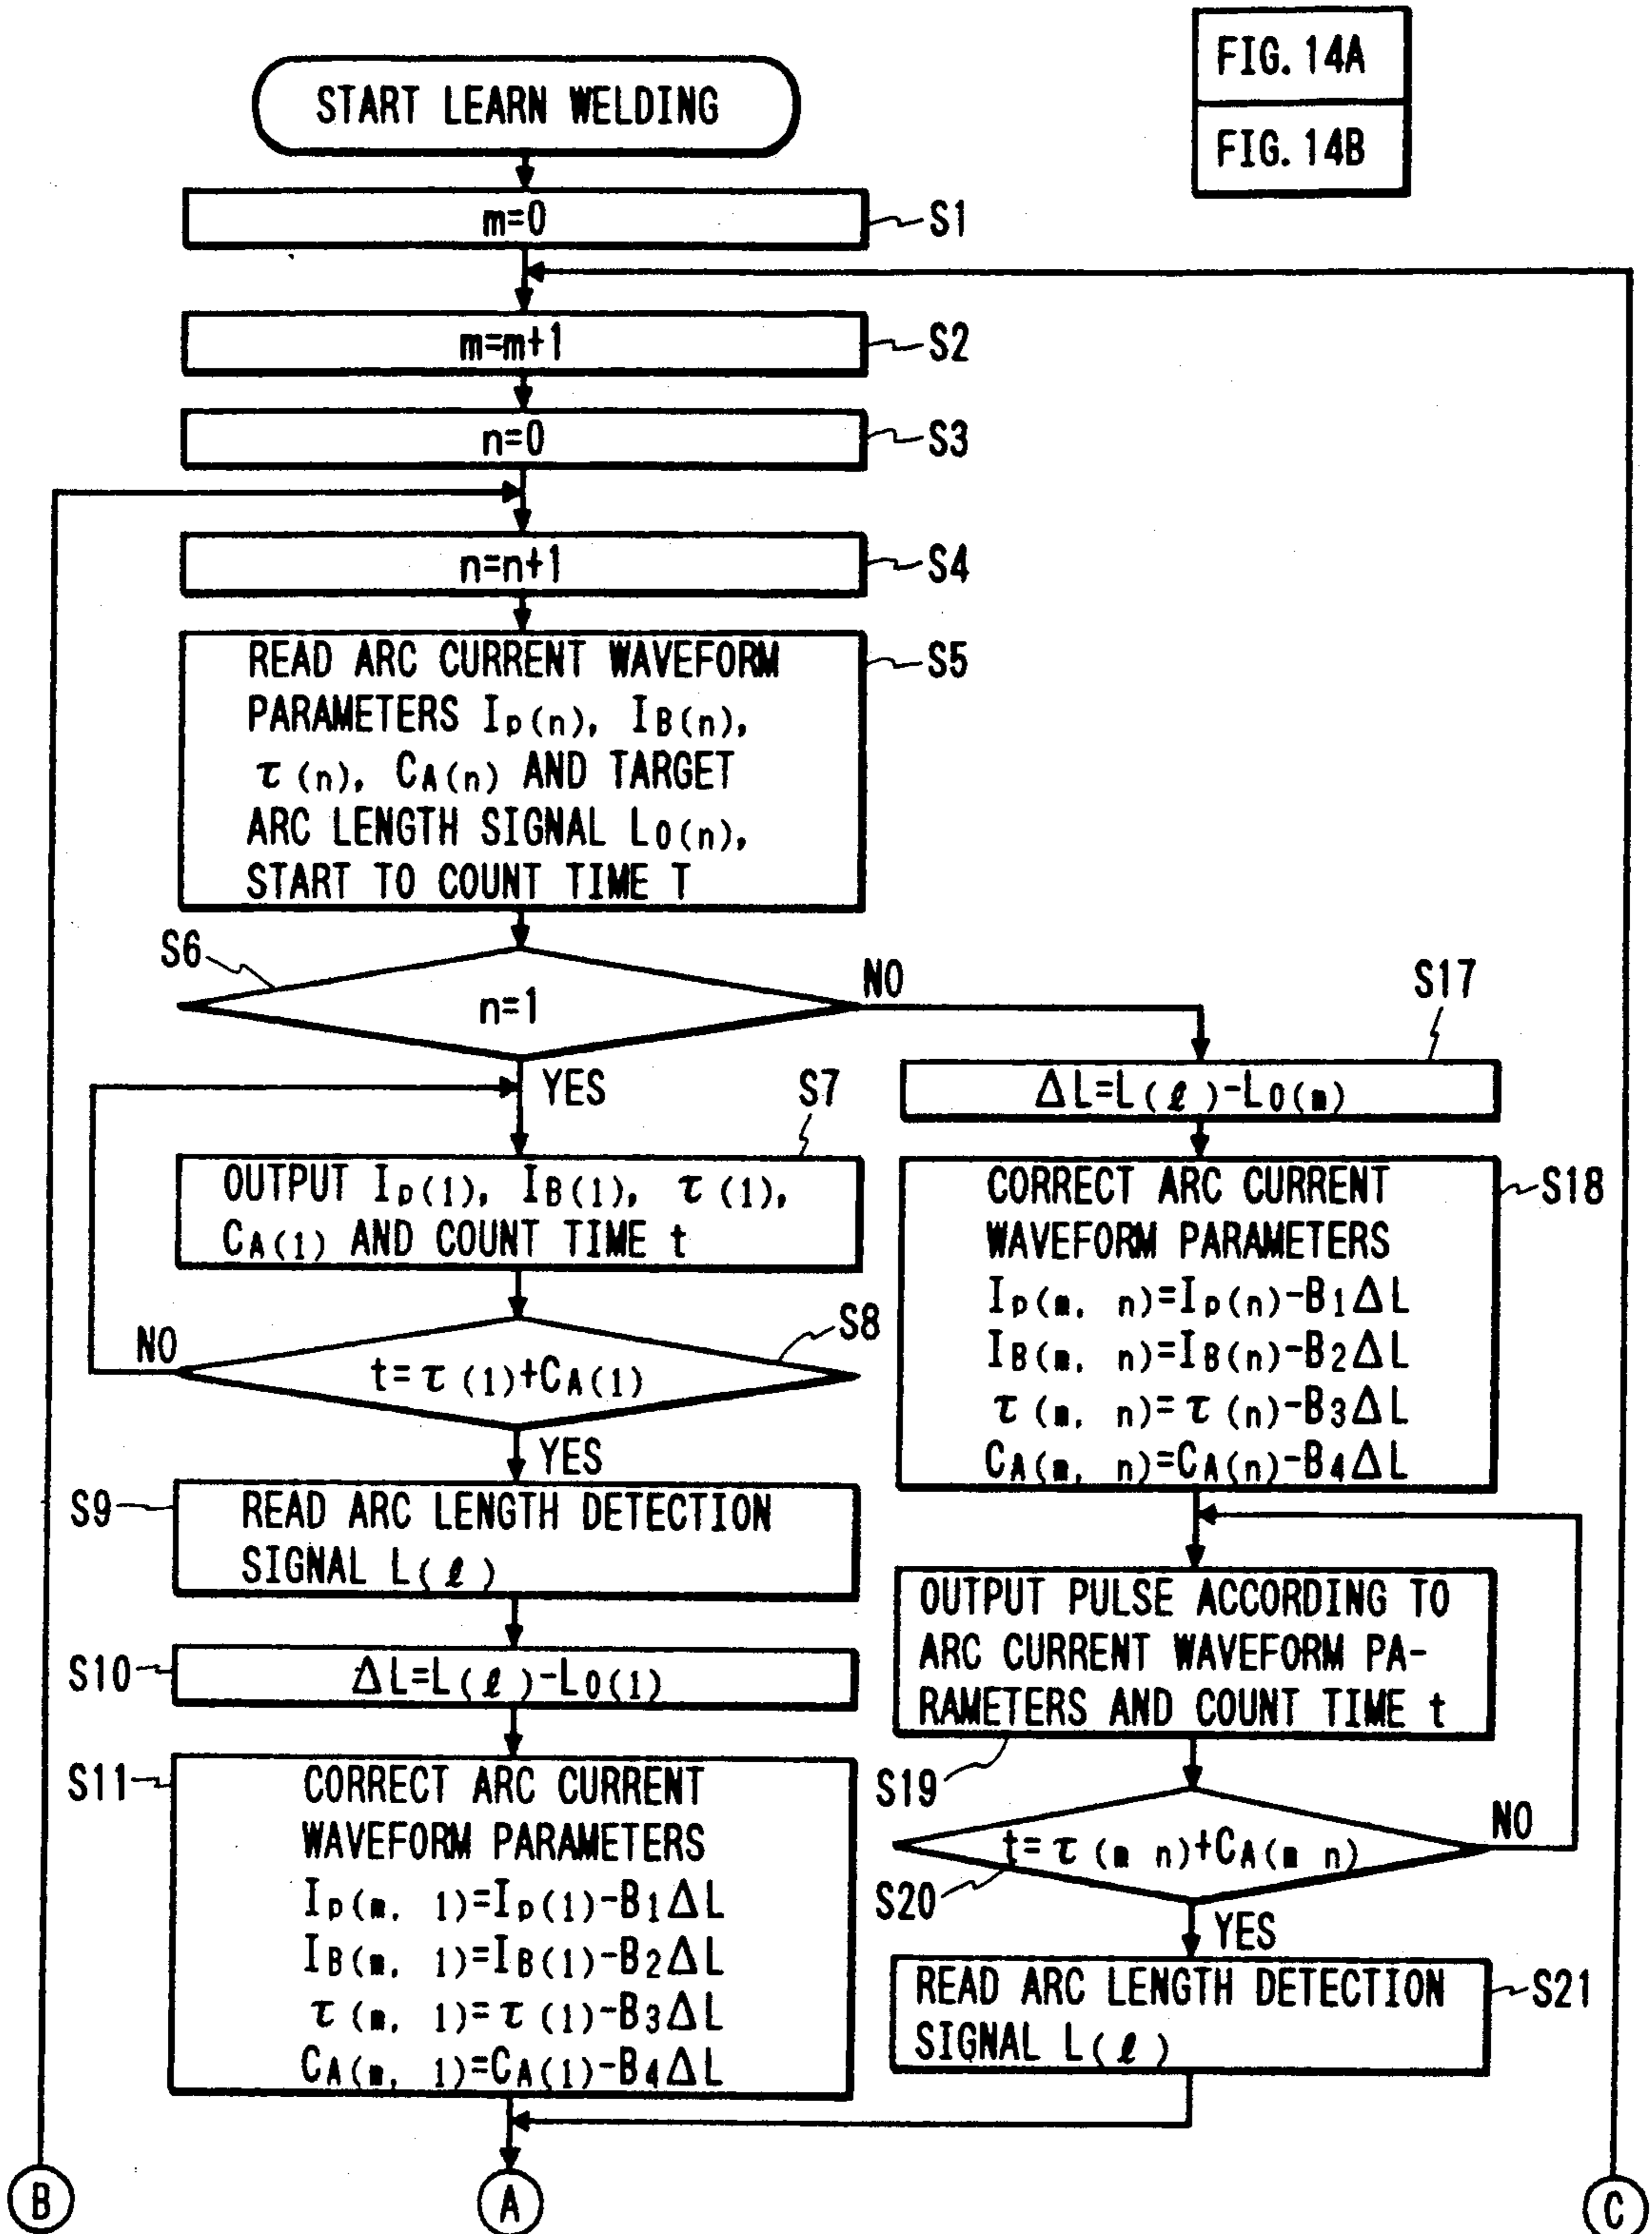 FIG. 14A
FIG. 14B
START LEARN WELDING
m=0
S1
m=m+1
S2
n=0
S3
n=n+1
S4
READ ARC CURRENT WAVEFORM
PARAMETERS Ip(n), IB(n),
τ(n), CA(n) AND TARGET
ARC LENGTH SIGNAL L0(n),
START TO COUNT TIME T
S5
S6
n=1
NO
YES
S7
OUTPUT Ip(1), IB(1), τ(1),
CA(1) AND COUNT TIME t
S8
t=τ(1)+CA(1)
NO
YES
S9
READ ARC LENGTH DETECTION
SIGNAL L(ℓ)
S10
ΔL=L(ℓ)-L0(1)
S11
CORRECT ARC CURRENT
WAVEFORM PARAMETERS
Ip(m, 1)=Ip(1)-B1ΔL
IB(m, 1)=IB(1)-B2ΔL
τ(m, 1)=τ(1)-B3ΔL
CA(m, 1)=CA(1)-B4ΔL
S17
ΔL=L(ℓ)-L0(m)
CORRECT ARC CURRENT
WAVEFORM PARAMETERS
Ip(m, n)=Ip(n)-B1ΔL
IB(m, n)=IB(n)-B2ΔL
τ(m, n)=τ(n)-B3ΔL
CA(m, n)=CA(n)-B4ΔL
S18
OUTPUT PULSE ACCORDING TO
ARC CURRENT WAVEFORM PA-
RAMETERS AND COUNT TIME t
S19
t=τ(m n)+CA(m n)
NO
S20
YES
READ ARC LENGTH DETECTION
SIGNAL L(ℓ)
S21
B
A
C